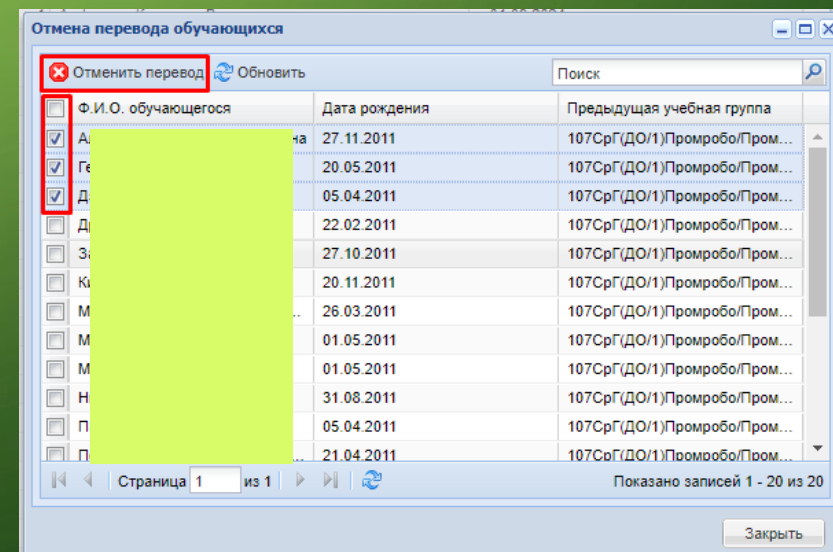 Отмена перевода обучающихся
Отменить перевод Обновить Поиск
Ф.И.О. обучающегося Дата рождения Предыдущая учебная группа
на 27.11.2011 107СрГ(ДО/1)Промробо/Пром...
20.05.2011 107СрГ(ДО/1)Промробо/Пром...
05.04.2011 107СрГ(ДО/1)Промробо/Пром...
22.02.2011 107СрГ(ДО/1)Промробо/Пром...
27.10.2011 107СрГ(ДО/1)Промробо/Пром...
20.11.2011 107СрГ(ДО/1)Промробо/Пром...
М .. 26.03.2011 107СрГ(ДО/1)Промробо/Пром...
М 01.05.2011 107СрГ(ДО/1)Промробо/Пром...
М 01.05.2011 107СрГ(ДО/1)Промробо/Пром...
31.08.2011 107СрГ(ДО/1)Промробо/Пром...
05.04.2011 107СрГ(ДО/1)Промробо/Пром...
21.04.2011 107СрГ(ДО/1)Промробо/Пром...
Страница 1 из 1 Показано записей 1 - 20 из 20
Закрыть